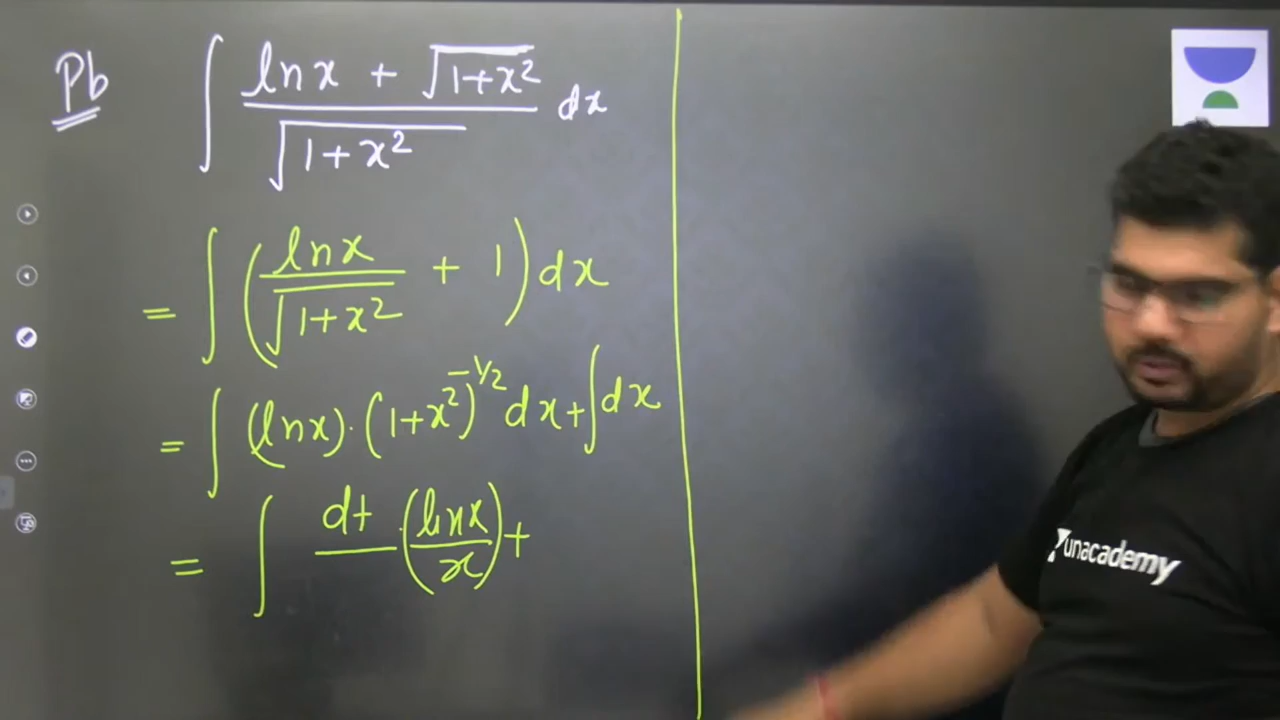 Pb ∫ (ln x + √(1+x²)) / √(1+x²) dx
= ∫ (ln x / √(1+x²) + 1) dx
= ∫ (ln x) · (1+x²)^(-1/2) dx + ∫ dx
= ∫ dt/ · (ln x / x) +
unacademy